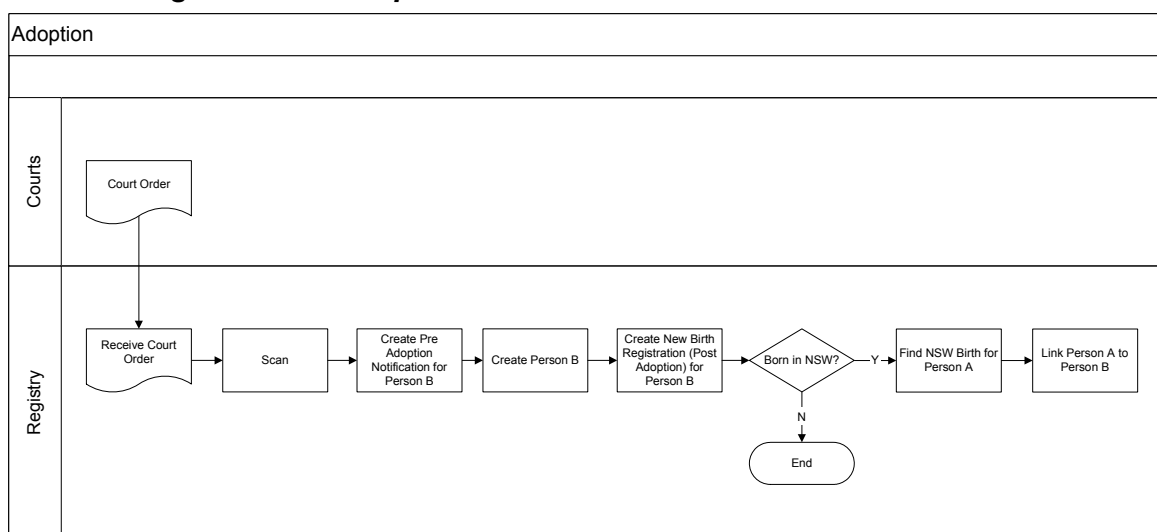 Adoption
Courts
Court Order
Registry
Receive Court
Order
Scan
Create Pre
Adoption
Notification for
Person B
Create Person B
Create New Birth
Registration (Post
Adoption) for
Person B
Born in NSW?
Y
Find NSW Birth for
Person A
Link Person A to
Person B
N
End